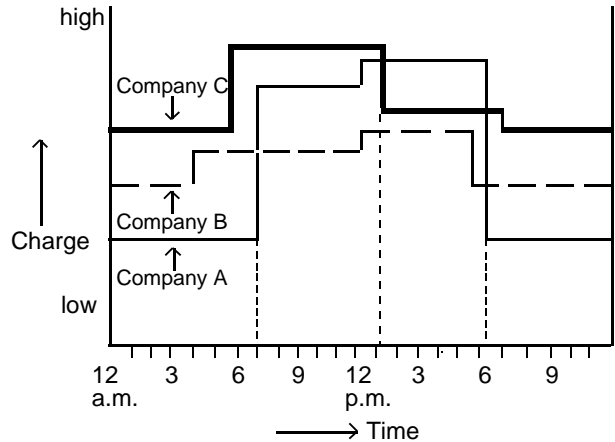 high
Company C
Charge
Company B
Company A
low
12 3 6 9 12 3 6 9
a.m. p.m.
Time